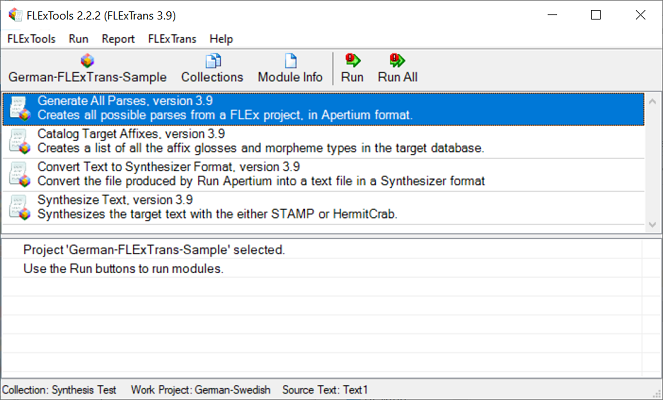 FLExTools 2.2.2 (FLExTrans 3.9)
FLExTools Run Report FLExTrans Help
German-FLExTrans-Sample Collections Module Info Run Run All
Generate All Parses, version 3.9
Creates all possible parses from a FLEx project, in Apertium format.
Catalog Target Affixes, version 3.9
Creates a list of all the affix glosses and morpheme types in the target database.
Convert Text to Synthesizer Format, version 3.9
Convert the file produced by Run Apertium into a text file in a Synthesizer format
Synthesize Text, version 3.9
Synthesizes the target text with the either STAMP or HermitCrab.
Project 'German-FLExTrans-Sample' selected.
Use the Run buttons to run modules.
Collection: Synthesis Test Work Project: German-Swedish Source Text: Text1